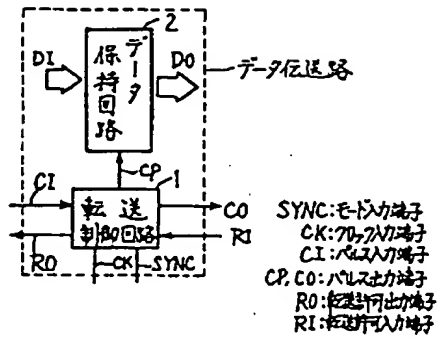 2
DI
データ
保持回路
DO
データ伝送路
CP
1
CI
転送
制御回路
CO
RO
RI
CK
SYNC
SYNC:モード入力端子
CK:クロック入力端子
CI:パルス入力端子
CP,CO:パルス出力端子
RO:転送許可出力端子
RI:転送許可入力端子